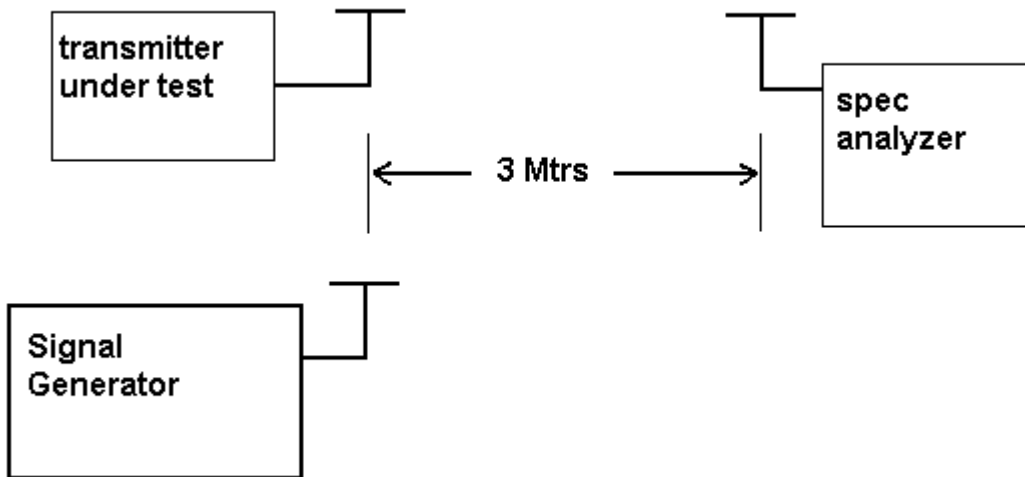 transmitter
under test
spec
analyzer
3 Mtrs
Signal
Generator